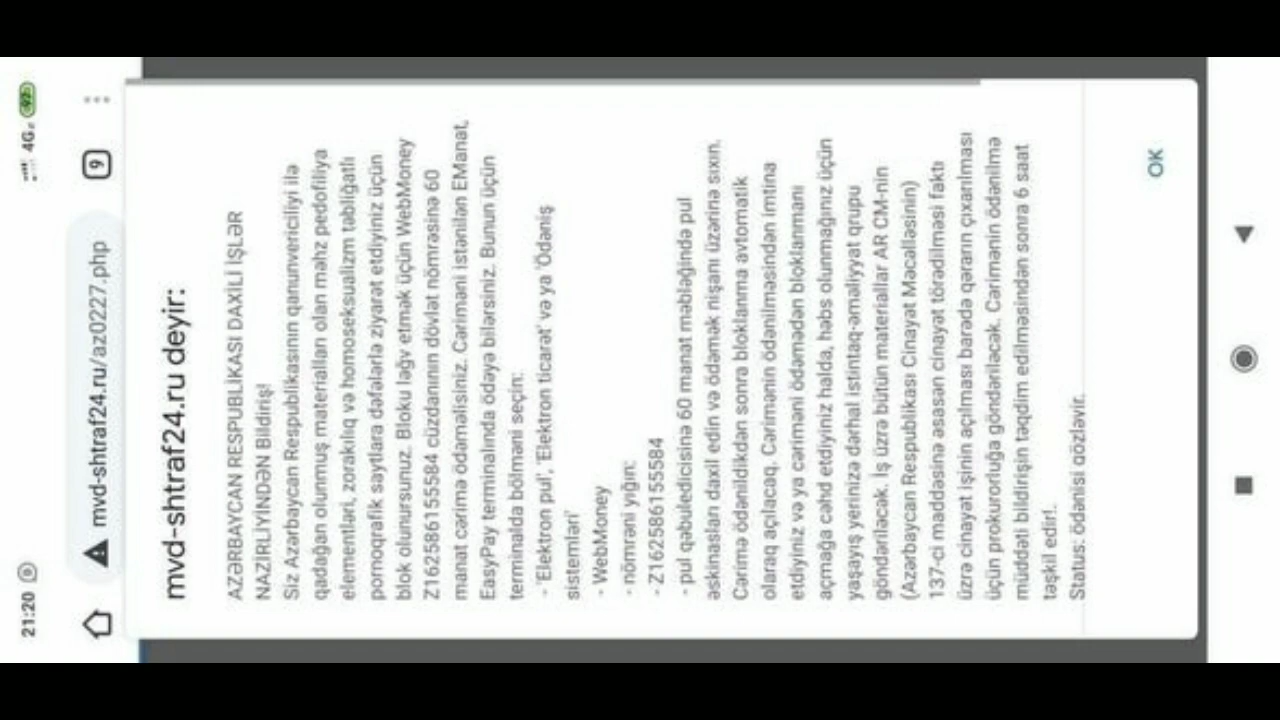 21:20
4G
92
mvd-shtraf24.ru/az0227.php
9
mvd-shtraf24.ru deyir:
AZƏRBAYCAN RESPUBLİKASI DAXİLİ İŞLƏR
NAZİRLİYİNDƏN Bildiriş!
Siz Azərbaycan Respublikasının qanunvericiliyi ilə
qadağan olunmuş materialları olan məhz pedofiliya
elementləri, zorakılıq və homoseksualizm təbliğatlı
pornoqrafik saytlara dəfələrlə ziyarət etdiyiniz üçün
blok olunursunuz. Bloku ləğv etmək üçün WebMoney
Z162586155584 cüzdanının dövlət nömrəsinə 60
manat cərimə ödəməlisiniz. Cəriməni istənilən EManat,
EasyPay terminalında ödəyə bilərsiniz. Bunun üçün
terminalda bölməni seçin:
- 'Elektron pul', 'Elektron ticarət' və ya 'Ödəniş
sistemləri'
- WebMoney
- nömrəni yığın:
- Z162586155584
- pul qəbuledicisinə 60 manat məbləğində pul
əskinasları daxil edin və ödəmək nişanı üzərinə sıxın.
Cərimə ödənildikdən sonra bloklanma avtomatik
olaraq açılacaq. Cərimənin ödənilməsindən imtina
etdiyiniz və ya cəriməni ödəmədən bloklanmanı
açmağa cəhd etdiyiniz halda, həbs olunmağınız üçün
yaşayış yerinizə dərhal istintaq-əməliyyat qrupu
göndəriləcək. İş üzrə bütün materiallar AR CM-nin
(Azərbaycan Respublikası Cinayət Məcəlləsinin)
137-ci maddəsinə əsasən cinayət törədilməsi faktı
üzrə cinayət işinin açılması barədə qərarın çıxarılması
üçün prokurorluğa göndəriləcək. Cərimənin ödənilmə
müddəti bildirişin təqdim edilməsindən sonra 6 saat
təşkil edir!.
Status: ödənişi gözləyir.
OK